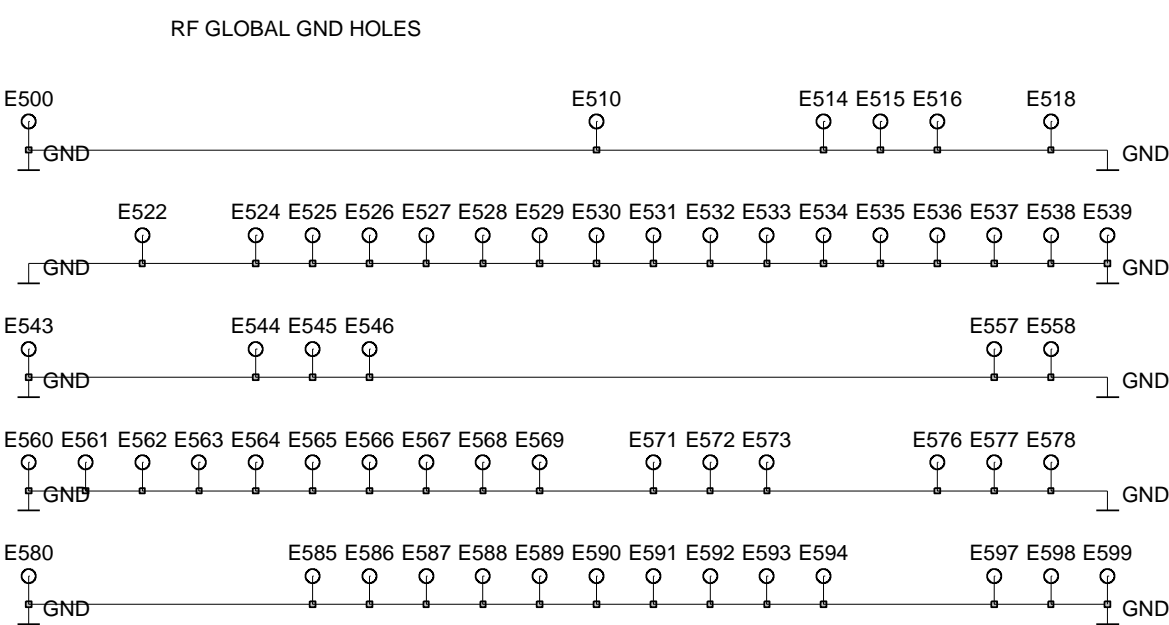 RF GLOBAL GND HOLES
E500 E510 E514 E515 E516 E518
GND GND
E522 E524 E525 E526 E527 E528 E529 E530 E531 E532 E533 E534 E535 E536 E537 E538 E539
GND GND
E543 E544 E545 E546 E557 E558
GND GND
E560 E561 E562 E563 E564 E565 E566 E567 E568 E569 E571 E572 E573 E576 E577 E578
GND GND
E580 E585 E586 E587 E588 E589 E590 E591 E592 E593 E594 E597 E598 E599
GND GND